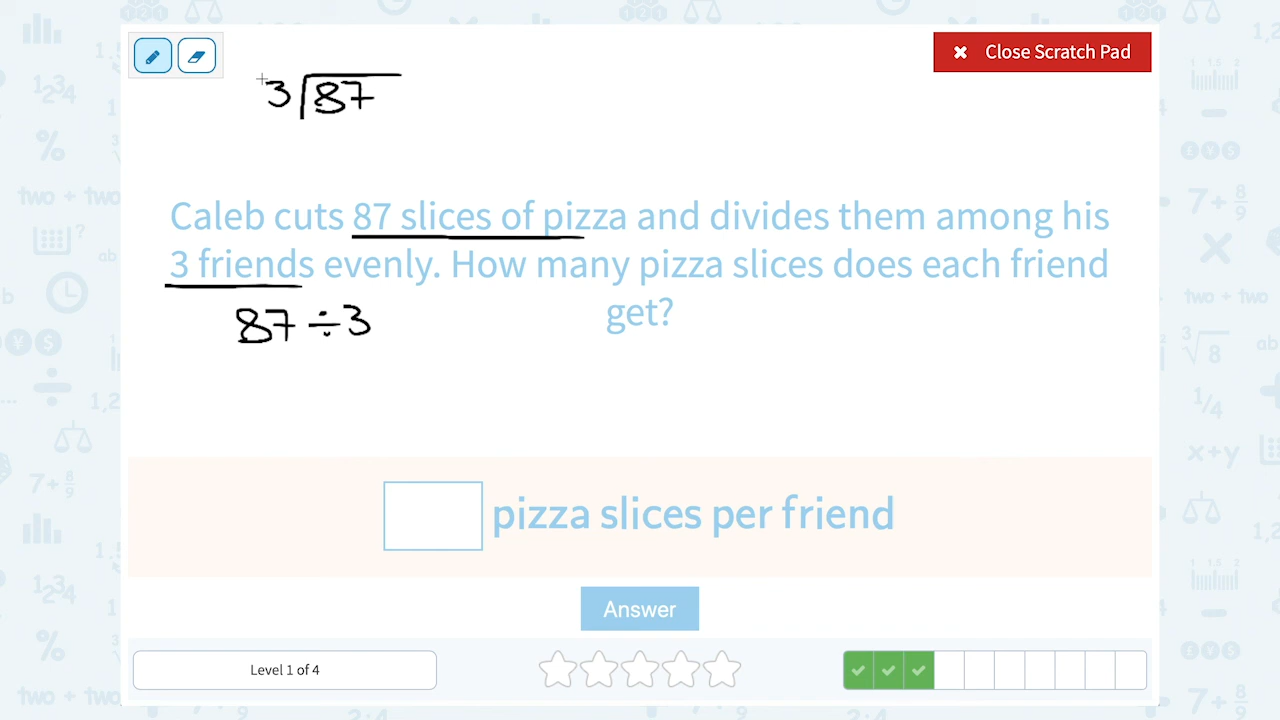 Close Scratch Pad
3 87
Caleb cuts 87 slices of pizza and divides them among his
3 friends evenly. How many pizza slices does each friend
get?
87 ÷ 3
pizza slices per friend
Answer
Level 1 of 4